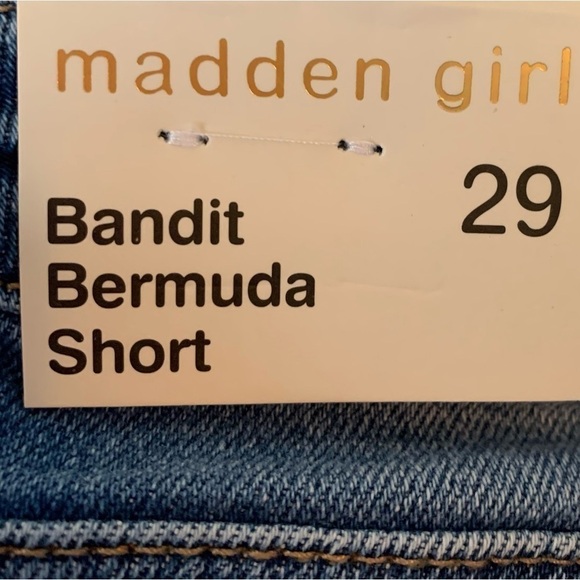 madden girl
29
Bandit
Bermuda
Short